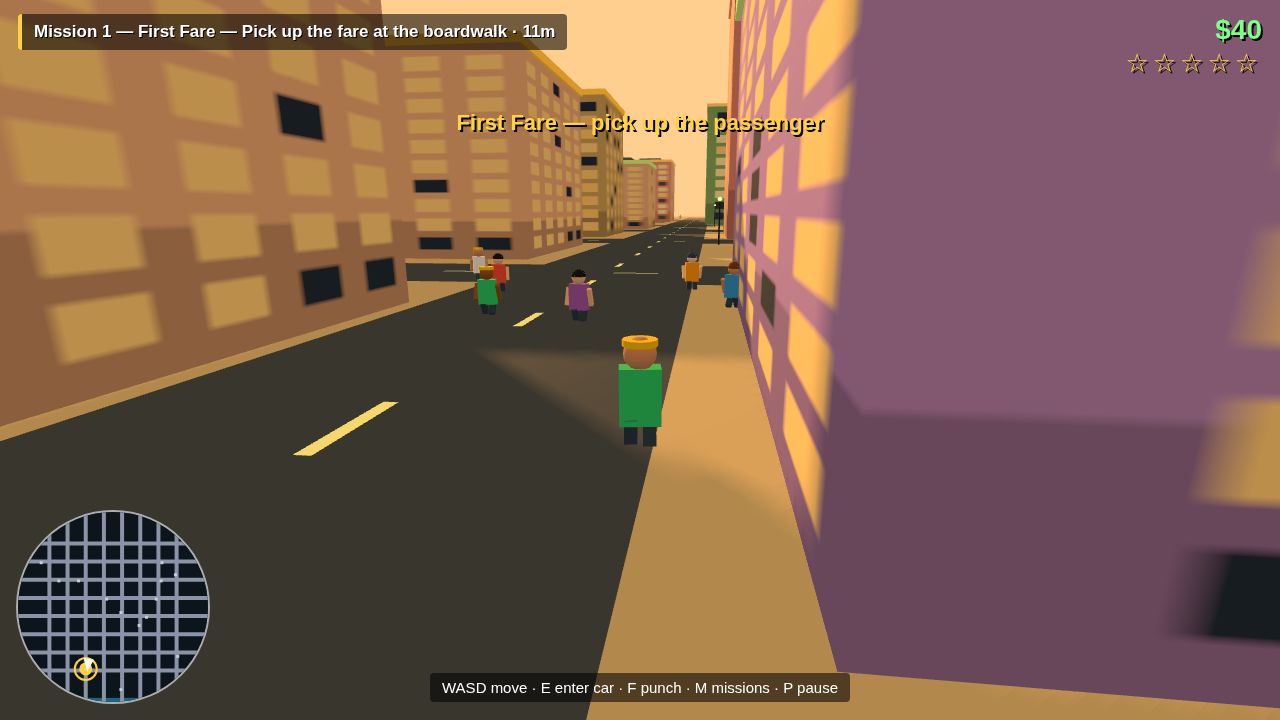 Mission 1 — First Fare — Pick up the fare at the boardwalk · 11m
$40
☆☆☆☆☆
First Fare — pick up the passenger
WASD move · E enter car · F punch · M missions · P pause